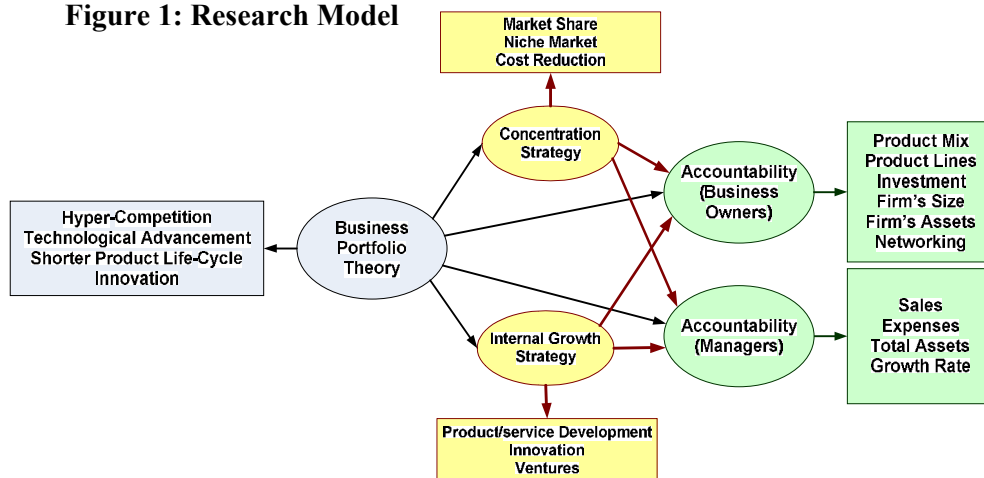 Figure 1: Research Model
Market Share
Niche Market
Cost Reduction
Concentration
Strategy
Accountability
(Business
Owners)
Product Mix
Product Lines
Investment
Firm's Size
Firm's Assets
Networking
Hyper-Competition
Technological Advancement
Shorter Product Life-Cycle
Innovation
Business
Portfolio
Theory
Internal Growth
Strategy
Accountability
(Managers)
Sales
Expenses
Total Assets
Growth Rate
Product/service Development
Innovation
Ventures